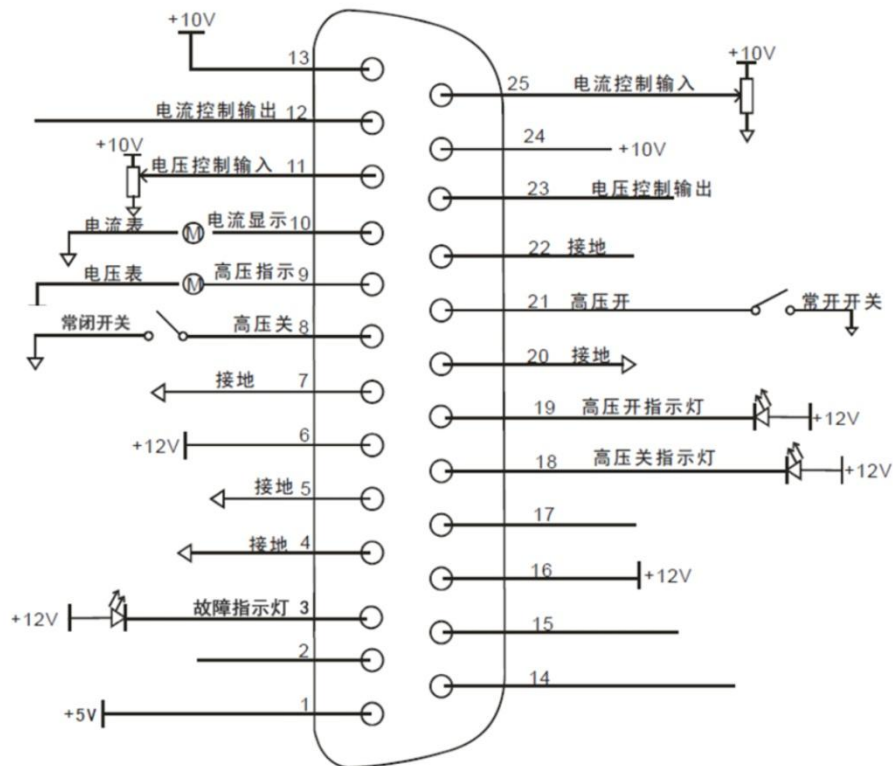 +10V
13
电流控制输出 12
+10V
电压控制输入 11
电流表 M 电流显示 10
电压表 M 高压指示 9
常闭开关 高压关 8
接地 7
+12V 6
接地 5
接地 4
+12V 故障指示灯 3
2
+5V 1
+10V
25 电流控制输入
24 +10V
23 电压控制输出
22 接地
21 高压开 常开开关
20 接地
19 高压开指示灯 +12V
18 高压关指示灯 +12V
17
16 +12V
15
14